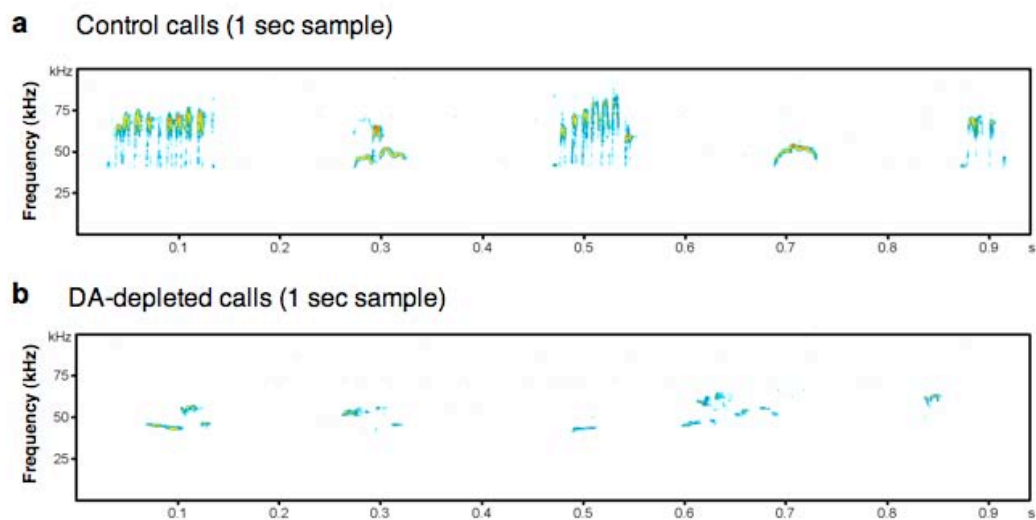 a Control calls (1 sec sample)
kHz
75
50
25
Frequency (kHz)
0.1 0.2 0.3 0.4 0.5 0.6 0.7 0.8 0.9 s
b DA-depleted calls (1 sec sample)
kHz
75
50
25
Frequency (kHz)
0.1 0.2 0.3 0.4 0.5 0.6 0.7 0.8 0.9 s